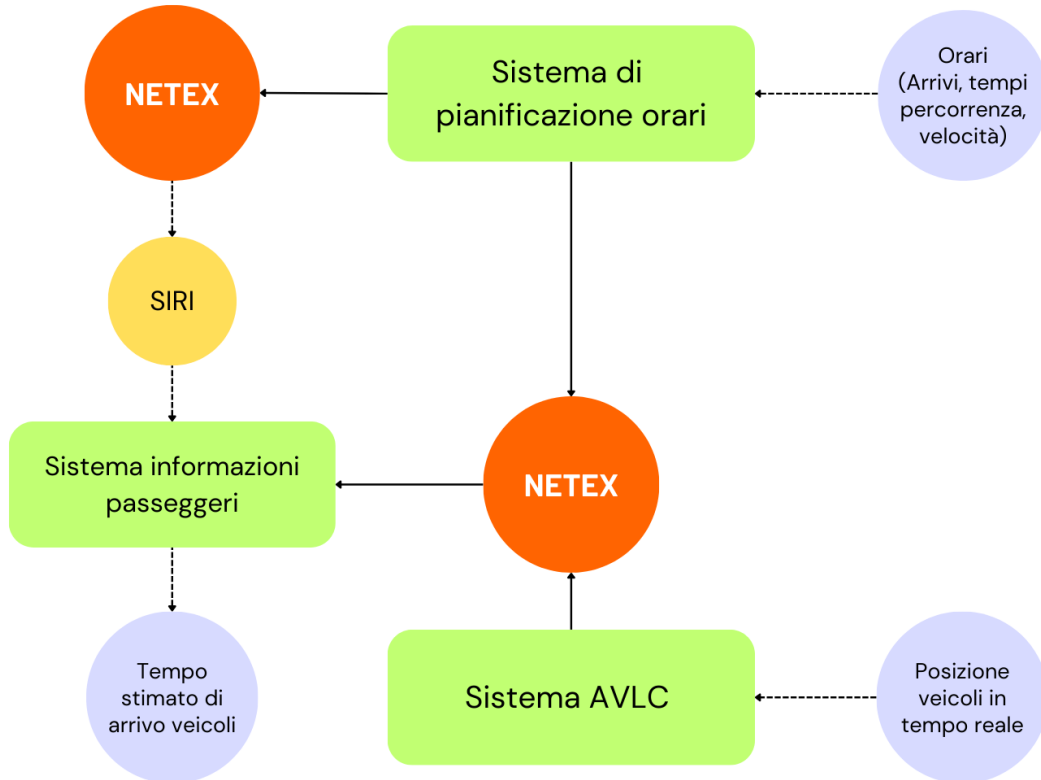 NETEX
Sistema di
pianificazione orari
Orari
(Arrivi, tempi
percorrenza,
velocità)
SIRI
Sistema informazioni
passeggeri
NETEX
Tempo
stimato di
arrivo veicoli
Sistema AVLC
Posizione
veicoli in
tempo reale